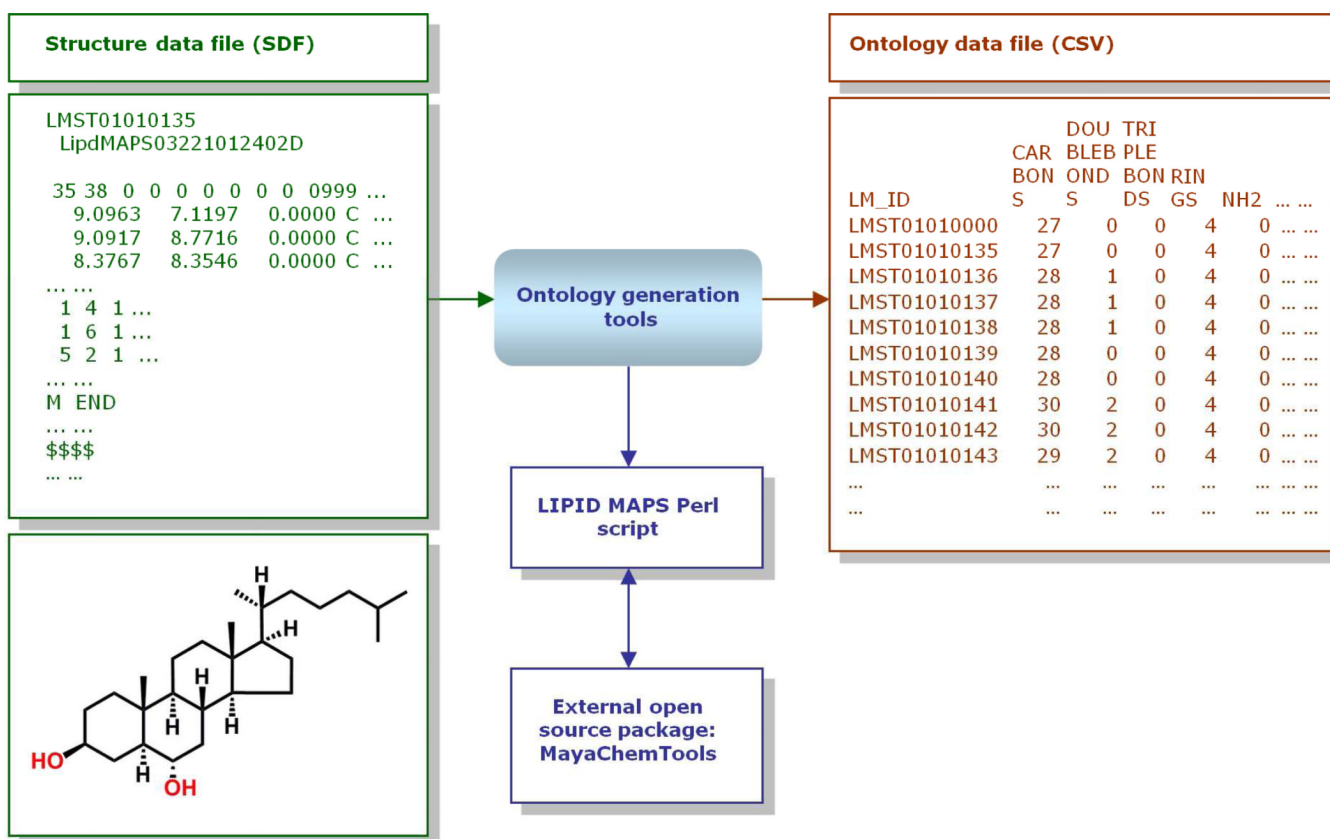 Structure data file (SDF)
LMST01010135
LipdMAPS03221012402D
35 38 0 0 0 0 0 0 0 0999 ...
9.0963 7.1197 0.0000 C ...
9.0917 8.7716 0.0000 C ...
8.3767 8.3546 0.0000 C ...
... ...
1 4 1 ...
1 6 1 ...
5 2 1 ...
... ...
M END
... ...
$$$$
... ...
H
H
H
H
H
H
HO
OH
Ontology generation
tools
LIPID MAPS Perl
script
External open
source package:
MayaChemTools
Ontology data file (CSV)
DOU TRI
CAR BLEB PLE
BON OND BON RIN
LM_ID S S DS GS NH2 ... ...
LMST01010000 27 0 0 4 0 ... ...
LMST01010135 27 0 0 4 0 ... ...
LMST01010136 28 1 0 4 0 ... ...
LMST01010137 28 1 0 4 0 ... ...
LMST01010138 28 1 0 4 0 ... ...
LMST01010139 28 0 0 4 0 ... ...
LMST01010140 28 0 0 4 0 ... ...
LMST01010141 30 2 0 4 0 ... ...
LMST01010142 30 2 0 4 0 ... ...
LMST01010143 29 2 0 4 0 ... ...
... ... ... ... ... ... ... ...
... ... ... ... ... ... ... ...